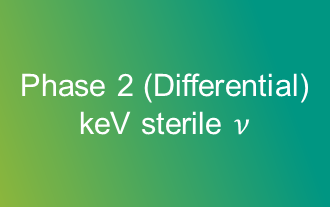 Phase 2 (Differential)
keV sterile ν